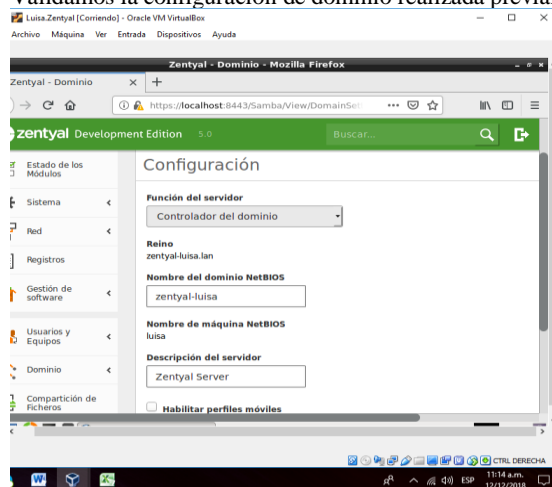 Validamos la configuración de dominio realizada previa
Luisa.Zentyal [Corriendo] - Oracle VM VirtualBox
Archivo Máquina Ver Entrada Dispositivos Ayuda
Zentyal - Dominio - Mozilla Firefox
Zentyal - Dominio
https://localhost:8443/Samba/View/DomainSet
zentyal Development Edition 5.0
Buscar...
Configuración
Estado de los
Módulos
Sistema
Red
Registros
Gestión de
software
Usuarios y
Equipos
Dominio
Compartición de
Ficheros
Función del servidor
Controlador del dominio
Reino
zentyal-luisa.lan
Nombre del dominio NetBIOS
zentyal-luisa
Nombre de máquina NetBIOS
luisa
Descripción del servidor
Zentyal Server
Habilitar perfiles móviles
CTRL DERECHA
ESP
11:14 a.m.
12/12/2018